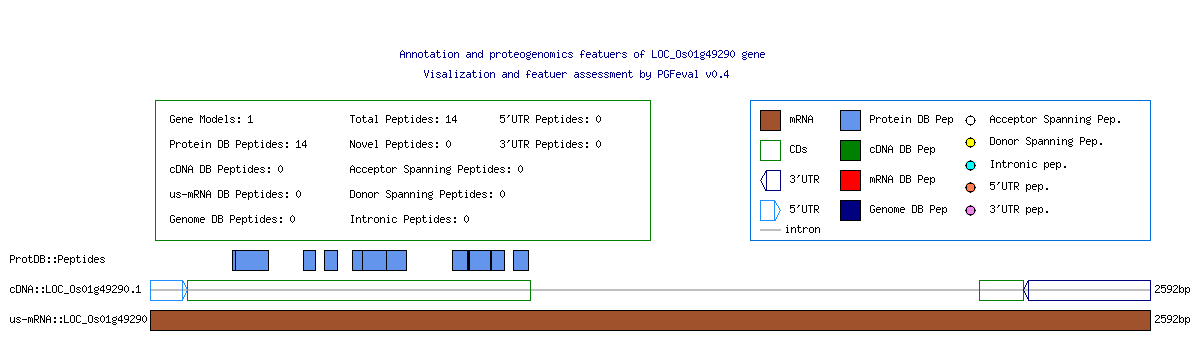 Annotation and proteogenomics featuers of LOC_Os01g49290 gene
Visalization and featuer assessment by PGFeval v0.4
Gene Models: 1 Total Peptides: 14 5'UTR Peptides: 0
Protein DB Peptides: 14 Novel Peptides: 0 3'UTR Peptides: 0
cDNA DB Peptides: 0 Acceptor Spanning Peptides: 0
us-mRNA DB Peptides: 0 Donor Spanning Peptides: 0
Genome DB Peptides: 0 Intronic Peptides: 0
mRNA Protein DB Pep Acceptor Spanning Pep.
CDs cDNA DB Pep Donor Spanning Pep.
3'UTR mRNA DB Pep Intronic pep.
5'UTR Genome DB Pep 5'UTR pep.
intron 3'UTR pep.
ProtDB::Peptides
cDNA::LOC_Os01g49290.1 2592bp
us-mRNA::LOC_Os01g49290 2592bp